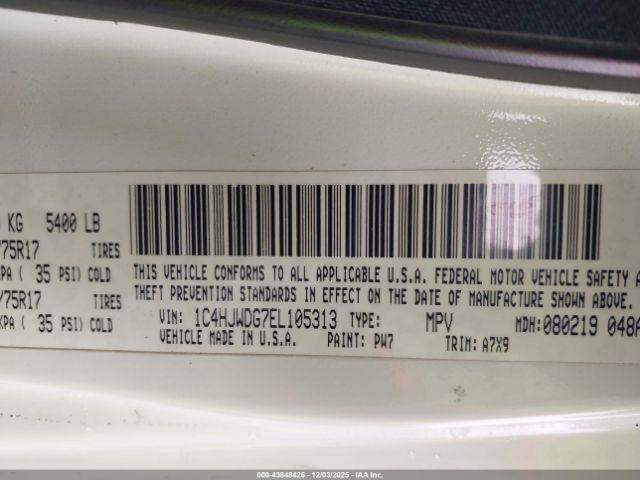 KG 5400 LB
75R17 TIRES
KPA ( 35 PSI) COLD
75R17 TIRES
KPA ( 35 PSI) COLD
THIS VEHICLE CONFORMS TO ALL APPLICABLE U.S.A. FEDERAL MOTOR VEHICLE SAFETY
THEFT PREVENTION STANDARDS IN EFFECT ON THE DATE OF MANUFACTURE SHOWN ABOVE.
VIN: 1C4HJWDG7EL105313 TYPE: MPV MDH:080219 048A
VEHICLE MADE IN U.S.A. PAINT: PW7 TRIM: A7X9
000-43848426 - 12/03/2025 - IAA Inc.